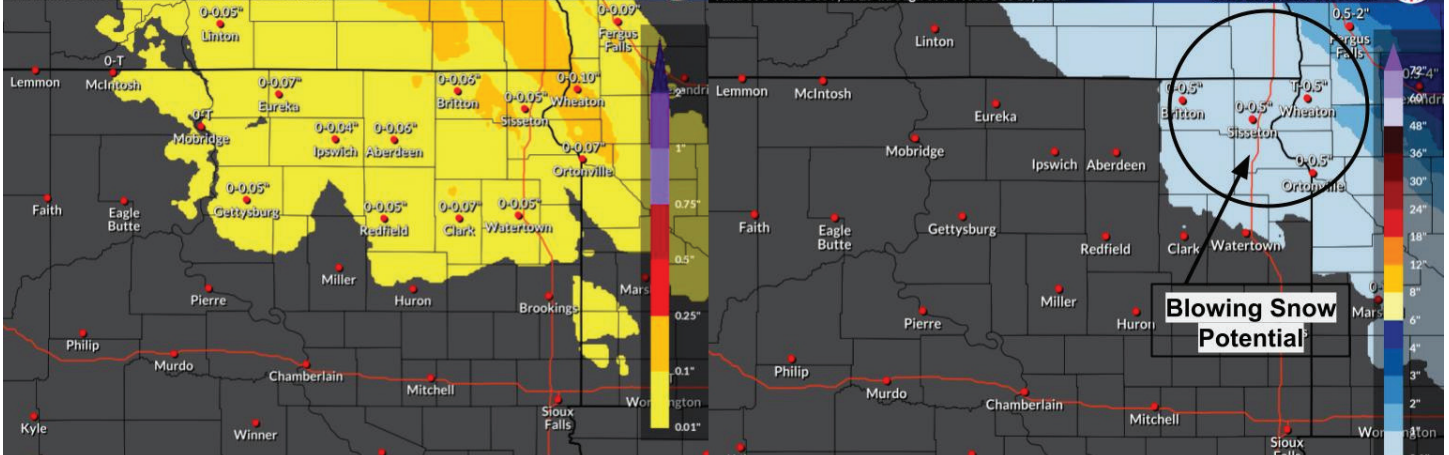 0-0.05"
Linton
0-0.09"
Fergus
Falls
0-T
Lemmon
McIntosh
0-0.07"
Eureka
0-0.06"
Britton
0-0.10"
Wheaton
0-0.05"
Sisseton
0-T
Mobridge
0-0.04"
Ipswich
0-0.06"
Aberdeen
0-0.07"
Ortonville
Faith
Eagle
Butte
0-0.05"
Gettysburg
0-0.05"
Redfield
0-0.07"
Clark
0-0.05"
Watertown
Miller
Pierre
Huron
Brookings
Mars
Philip
Murdo
Chamberlain
Mitchell
Sioux
Falls
Kyle
Winner
2"
1"
0.75"
0.5"
0.25"
0.1"
0.01"
Linton
0.5-2"
Fergus
Falls
Lemmon
McIntosh
Eureka
0-0.5"
Britton
T-0.5"
Wheaton
0-0.5"
Sisseton
Mobridge
Ipswich
Aberdeen
0-0.5"
Ortonville
Faith
Eagle
Butte
Gettysburg
Redfield
Clark
Watertown
Miller
Pierre
Huron
Blowing Snow
Potential
Philip
Murdo
Chamberlain
Mitchell
Sioux
Falls
72"
60"
48"
36"
30"
24"
18"
12"
8"
6"
4"
3"
2"
1"